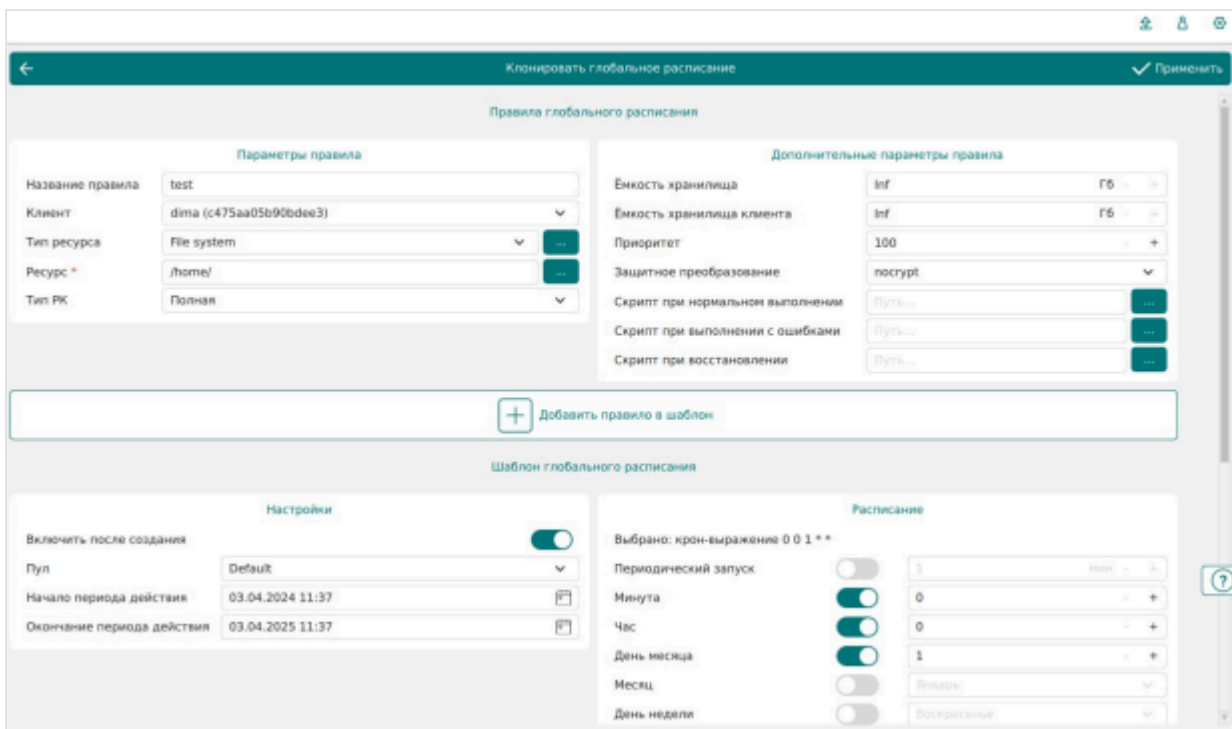 Клонировать глобальное расписание
Применить
Правила глобального расписания
Параметры правила
Название правила test
Клиент dima (c475aa05b90bdee3)
Тип ресурса File system ...
Ресурс * /home/ ...
Тип РК Полная
Дополнительные параметры правила
Ёмкость хранилища Inf Гб - +
Ёмкость хранилища клиента Inf Гб - +
Приоритет 100 - +
Защитное преобразование nocrypt
Скрипт при нормальном выполнении Путь... ...
Скрипт при выполнении с ошибками Путь... ...
Скрипт при восстановлении Путь... ...
+ Добавить правило в шаблон
Шаблон глобального расписания
Настройки
Включить после создания
Пул Default
Начало периода действия 03.04.2024 11:37
Окончание периода действия 03.04.2025 11:37
Расписание
Выбрано: крон-выражение 0 0 1 * *
Периодический запуск 1 мин - +
Минута 0 - +
Час 0 - +
День месяца 1 - +
Месяц Январь
День недели Воскресенье
?